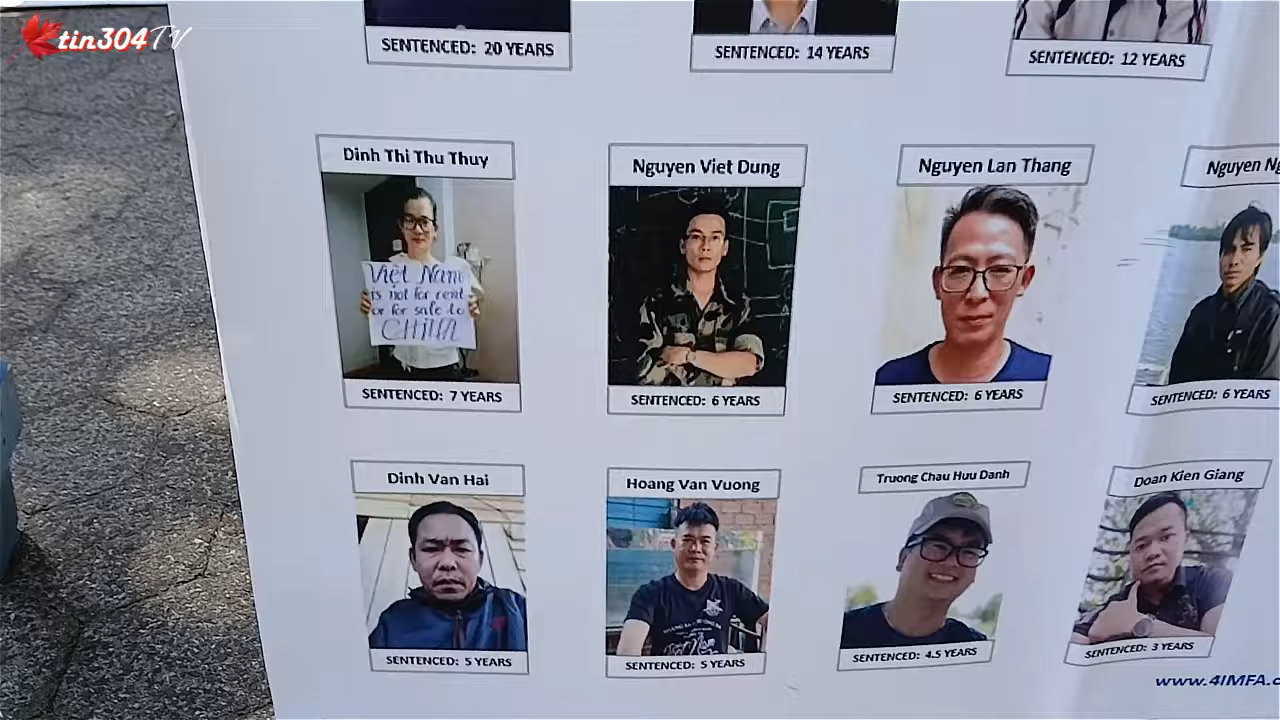 tin304TV
SENTENCED: 20 YEARS
SENTENCED: 14 YEARS
SENTENCED: 12 YEARS
Dinh Thi Thu Thuy
Nguyen Viet Dung
Nguyen Lan Thang
Nguyen
Việt Nam
is not for rent
or for sale to
CHINA
SENTENCED: 7 YEARS
SENTENCED: 6 YEARS
SENTENCED: 6 YEARS
SENTENCED: 6 YEARS
Dinh Van Hai
Hoang Van Vuong
Truong Chau Huu Danh
Doan Kien Giang
SENTENCED: 5 YEARS
SENTENCED: 5 YEARS
SENTENCED: 4.5 YEARS
SENTENCED: 3 YEARS
www.4IMFA.c